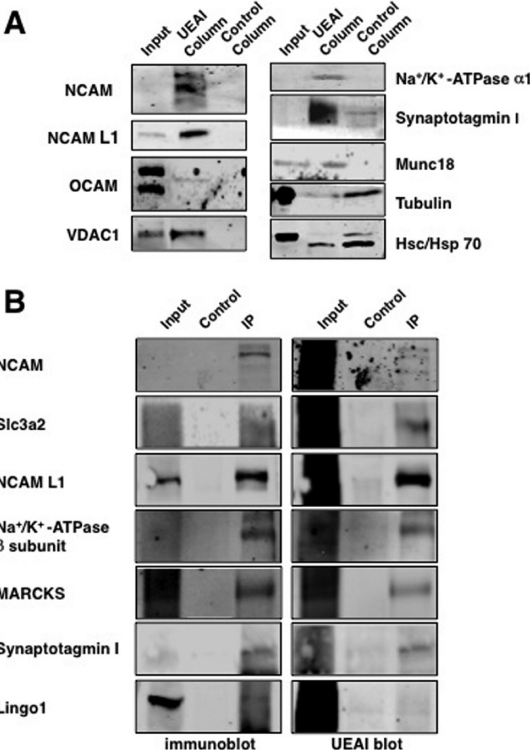 A
Input
UEAI
Column
Control
Column
NCAM
NCAM L1
OCAM
VDAC1
Input
UEAI
Column
Control
Column
Na⁺/K⁺-ATPase α1
Synaptotagmin I
Munc18
Tubulin
Hsc/Hsp 70
B
Input
Control
IP
Input
Control
IP
NCAM
Slc3a2
NCAM L1
Na⁺/K⁺-ATPase
β subunit
MARCKS
Synaptotagmin I
Lingo1
immunoblot
UEAI blot